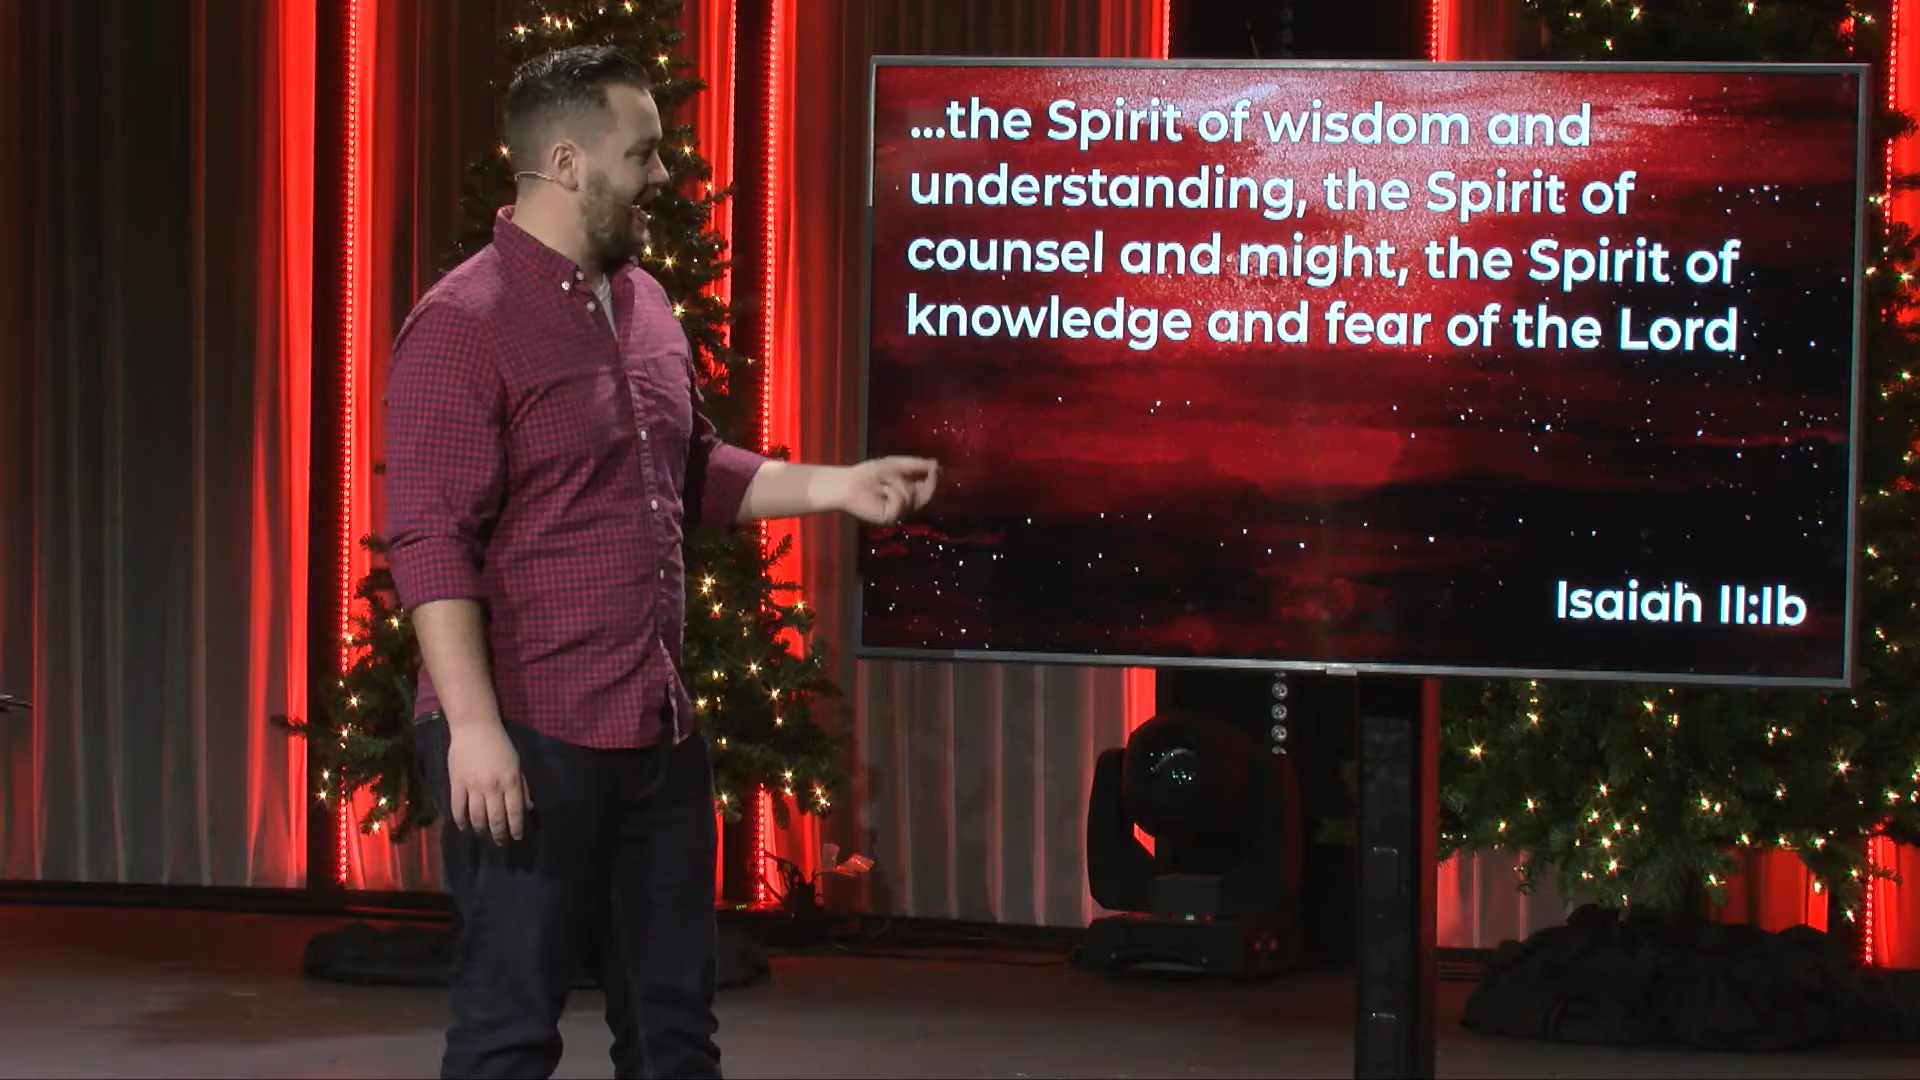 ...the Spirit of wisdom and
understanding, the Spirit of
counsel and might, the Spirit of
knowledge and fear of the Lord
Isaiah 11:1b